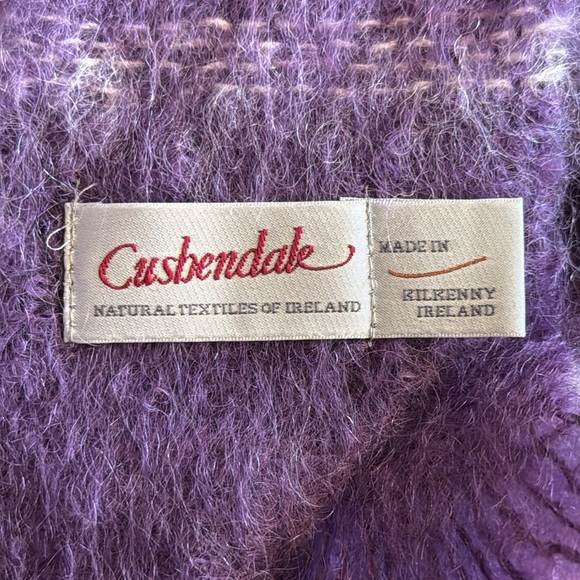 Cushendale
NATURAL TEXTILES OF IRELAND
MADE IN
KILKENNY
IRELAND